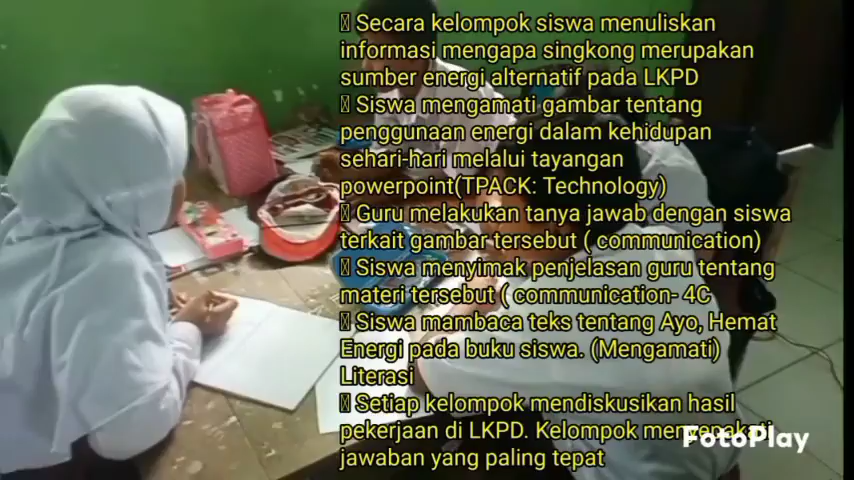 Secara kelompok siswa menuliskan
informasi mengapa singkong merupakan
sumber energi alternatif pada LKPD
Siswa mengamati gambar tentang
penggunaan energi dalam kehidupan
sehari-hari melalui tayangan
powerpoint(TPACK: Technology)
Guru melakukan tanya jawab dengan siswa
terkait gambar tersebut ( communication)
Siswa menyimak penjelasan guru tentang
materi tersebut ( communication- 4C
Siswa mambaca teks tentang Ayo, Hemat
Energi pada buku siswa. (Mengamati)
Literasi
Setiap kelompok mendiskusikan hasil
pekerjaan di LKPD. Kelompok menyepakati
jawaban yang paling tepat
FotoPlay